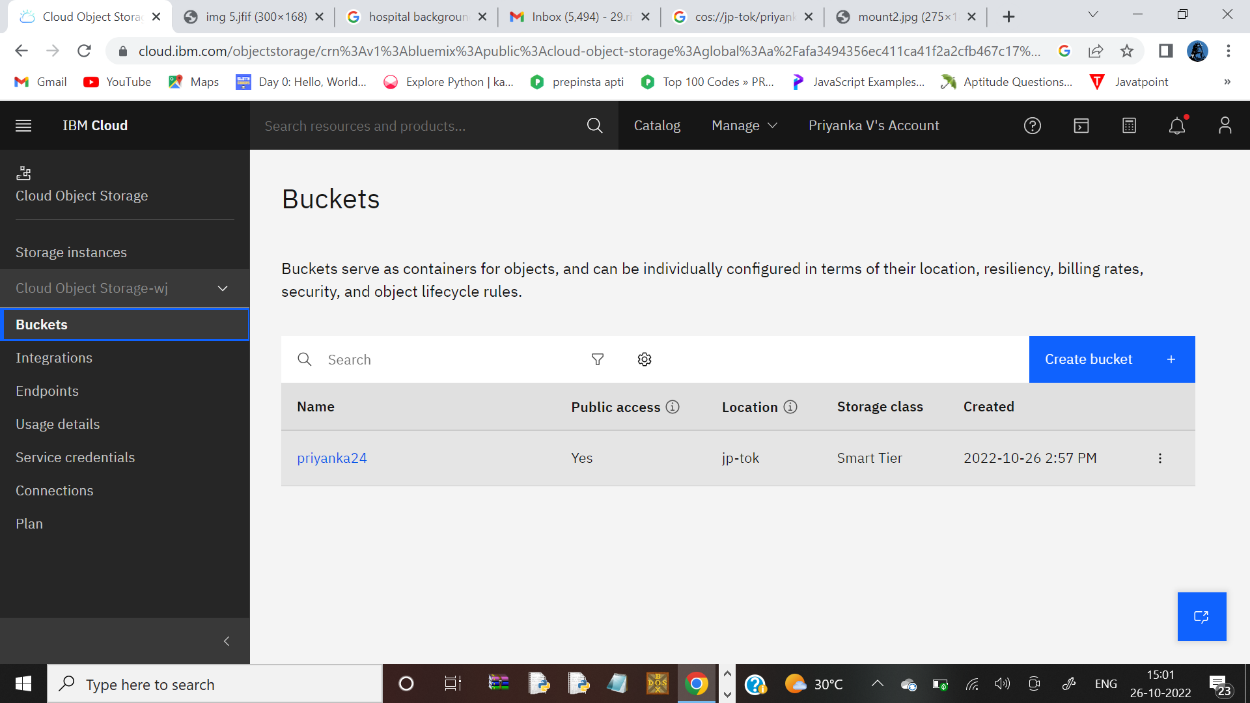 Cloud Object Stora
img 5.jfif (300×168)
hospital backgroun
Inbox (5,494) - 29.r
cos://jp-tok/priyank
mount2.jpg (275×1
cloud.ibm.com/objectstorage/crn%3Av1%3Abluemix%3Apublic%3Acloud-object-storage%3Aglobal%3Aa%2Fafa3494356ec411ca41f2a2cfb467c17%...
Gmail
YouTube
Maps
Day 0: Hello, World...
Explore Python | ka...
prepinsta apti
Top 100 Codes » PR...
JavaScript Examples...
Aptitude Questions...
Javatpoint
»
IBM Cloud
Search resources and products...
Catalog
Manage
Priyanka V's Account
Cloud Object Storage
Storage instances
Cloud Object Storage-wj
Buckets
Integrations
Endpoints
Usage details
Service credentials
Connections
Plan
Buckets
Buckets serve as containers for objects, and can be individually configured in terms of their location, resiliency, billing rates,
security, and object lifecycle rules.
Search
Create bucket +
Name Public access Location Storage class Created
priyanka24 Yes jp-tok Smart Tier 2022-10-26 2:57 PM
Type here to search
DOS
30°C
ENG
15:01
26-10-2022
23